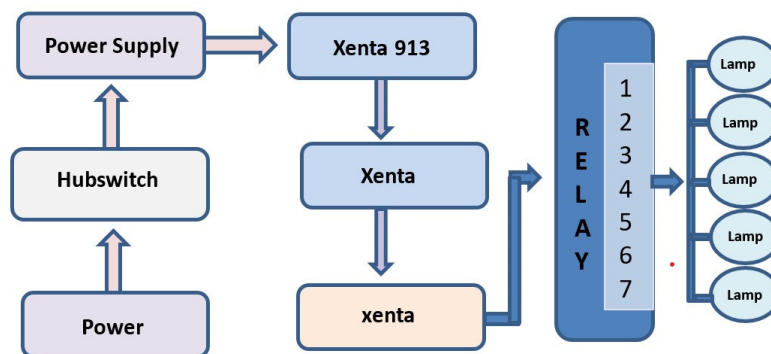 Power Supply
Hubswitch
Power
Xenta 913
Xenta
xenta
RELAY
1
2
3
4
5
6
7
Lamp
Lamp
Lamp
Lamp
Lamp